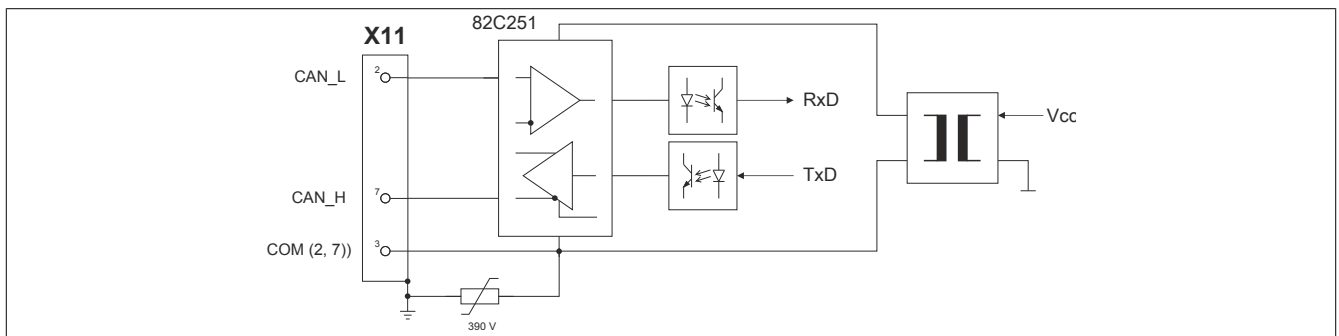 82C251
X11
CAN_L
2
RxD
Vcc
TxD
CAN_H
7
COM (2, 7))
3
390 V